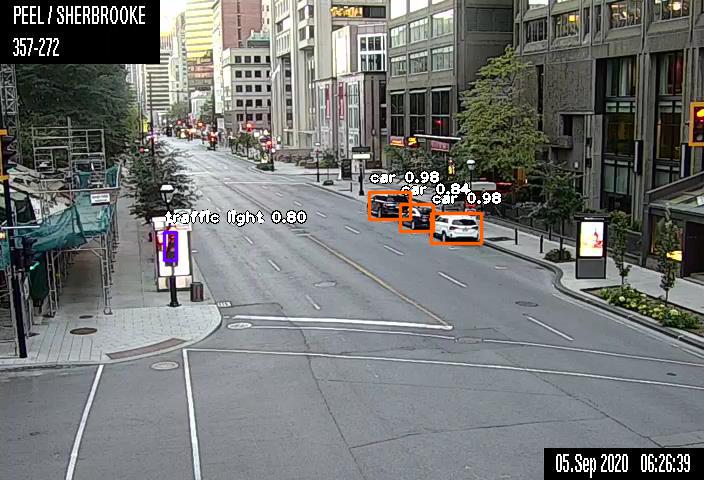 PEEL / SHERBROOKE
357-272
car 0.98
car 0.84
car 0.98
traffic light 0.80
05.Sep 2020 06:26:39